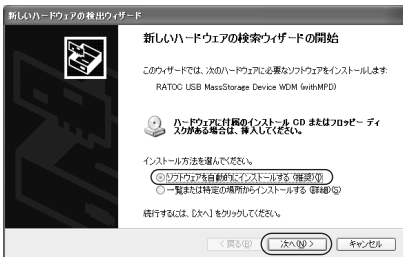 新しいハードウェアの検出ウィザード
新しいハードウェアの検索ウィザードの開始
このウィザードでは、次のハードウェアに必要なソフトウェアをインストールします:
RATOC USB MassStorage Device WDM (withMPD)
ハードウェアに付属のインストール CD またはフロッピー ディ
スクがある場合は、挿入してください。
インストール方法を選んでください。
ソフトウェアを自動的にインストールする (推奨)(I)
一覧または特定の場所からインストールする (詳細)(S)
続行するには、[次へ] をクリックしてください。
< 戻る(B) 次へ(N) > キャンセル